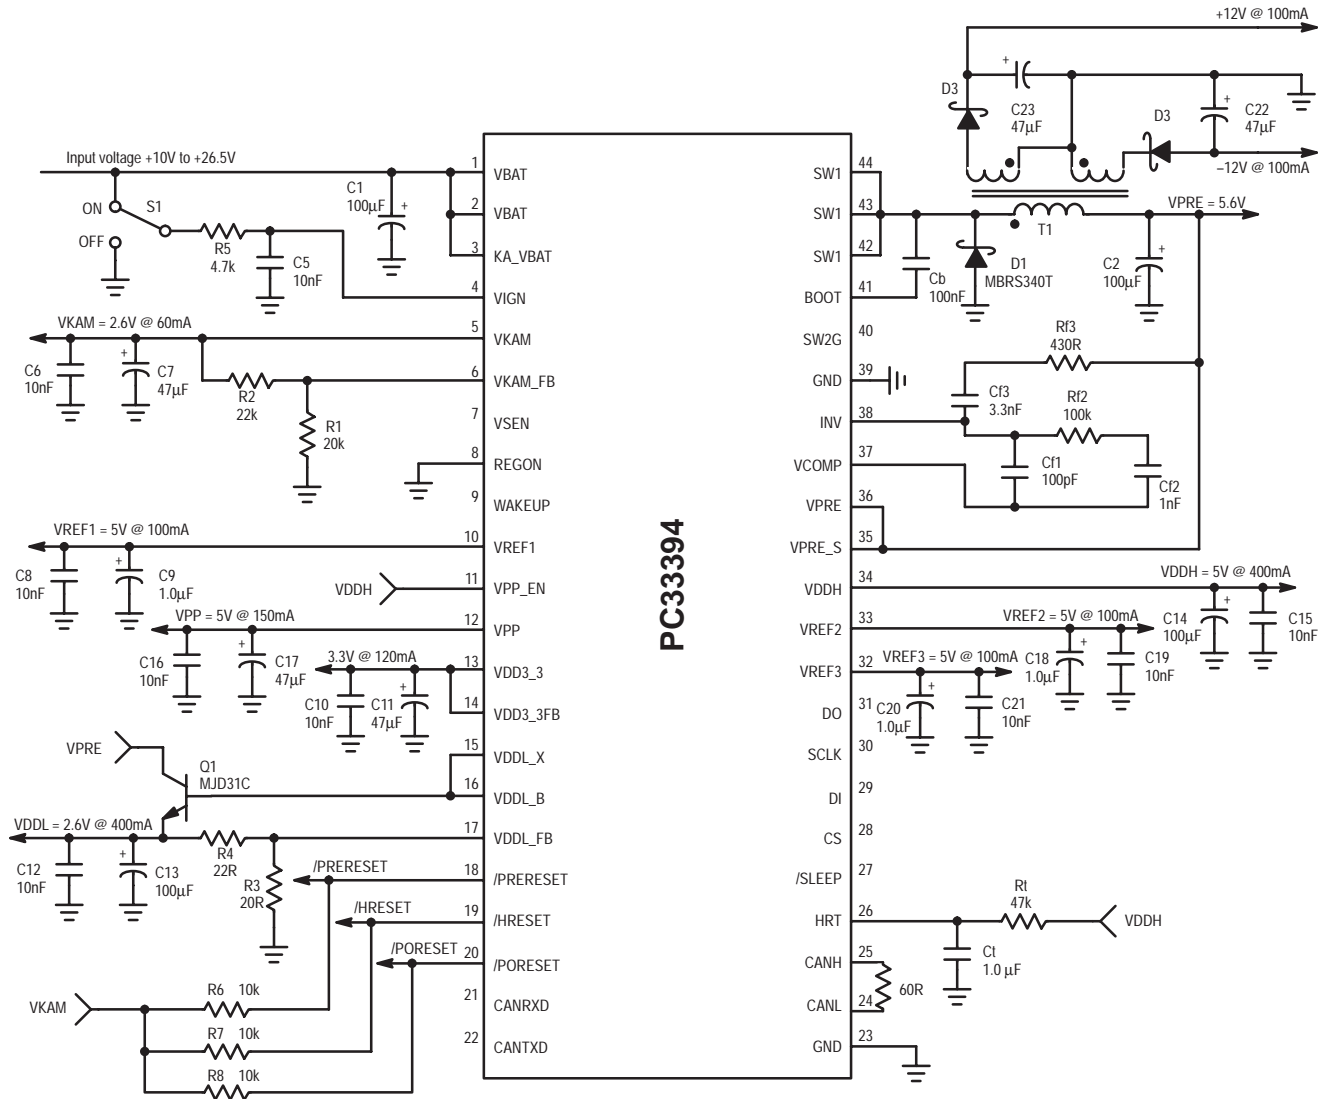 +12V @ 100mA
+
D3
C23
47µF
D3
+
C22
47µF
–12V @ 100mA
Input voltage +10V to +26.5V
ON
S1
OFF
R5
4.7k
C5
10nF
C1
100µF
+
1
VBAT
2
VBAT
3
KA_VBAT
4
VIGN
VKAM = 2.6V @ 60mA
5
VKAM
C6
10nF
+
C7
47µF
R2
22k
6
VKAM_FB
R1
20k
7
VSEN
8
REGON
9
WAKEUP
VREF1 = 5V @ 100mA
10
VREF1
C8
10nF
+
C9
1.0µF
VDDH
11
VPP_EN
VPP = 5V @ 150mA
12
VPP
C16
10nF
+
C17
47µF
3.3V @ 120mA
13
VDD3_3
C10
10nF
+
C11
47µF
14
VDD3_3FB
VPRE
15
VDDL_X
Q1
MJD31C
16
VDDL_B
VDDL = 2.6V @ 400mA
17
VDDL_FB
C12
10nF
+
C13
100µF
R4
22R
R3
20R
/PRERESET
18
/PRERESET
/HRESET
19
/HRESET
/PORESET
20
/PORESET
VKAM
R6 10k
R7 10k
R8 10k
21
CANRXD
22
CANTXD
PC33394
44
SW1
43
SW1
42
SW1
41
BOOT
Cb
100nF
D1
MBRS340T
T1
VPRE = 5.6V
C2
100µF
+
40
SW2G
39
GND
38
INV
37
VCOMP
Rf3
430R
Cf3
3.3nF
Rf2
100k
Cf1
100pF
Cf2
1nF
36
VPRE
35
VPRE_S
34
VDDH
VDDH = 5V @ 400mA
C14
100µF
+
C15
10nF
33
VREF2
VREF2 = 5V @ 100mA
C18
1.0µF
+
C19
10nF
32
VREF3
VREF3 = 5V @ 100mA
C20
1.0µF
+
C21
10nF
31
DO
30
SCLK
29
DI
28
CS
27
/SLEEP
26
HRT
Rt
47k
VDDH
Ct
1.0 µF
25
CANH
60R
24
CANL
23
GND